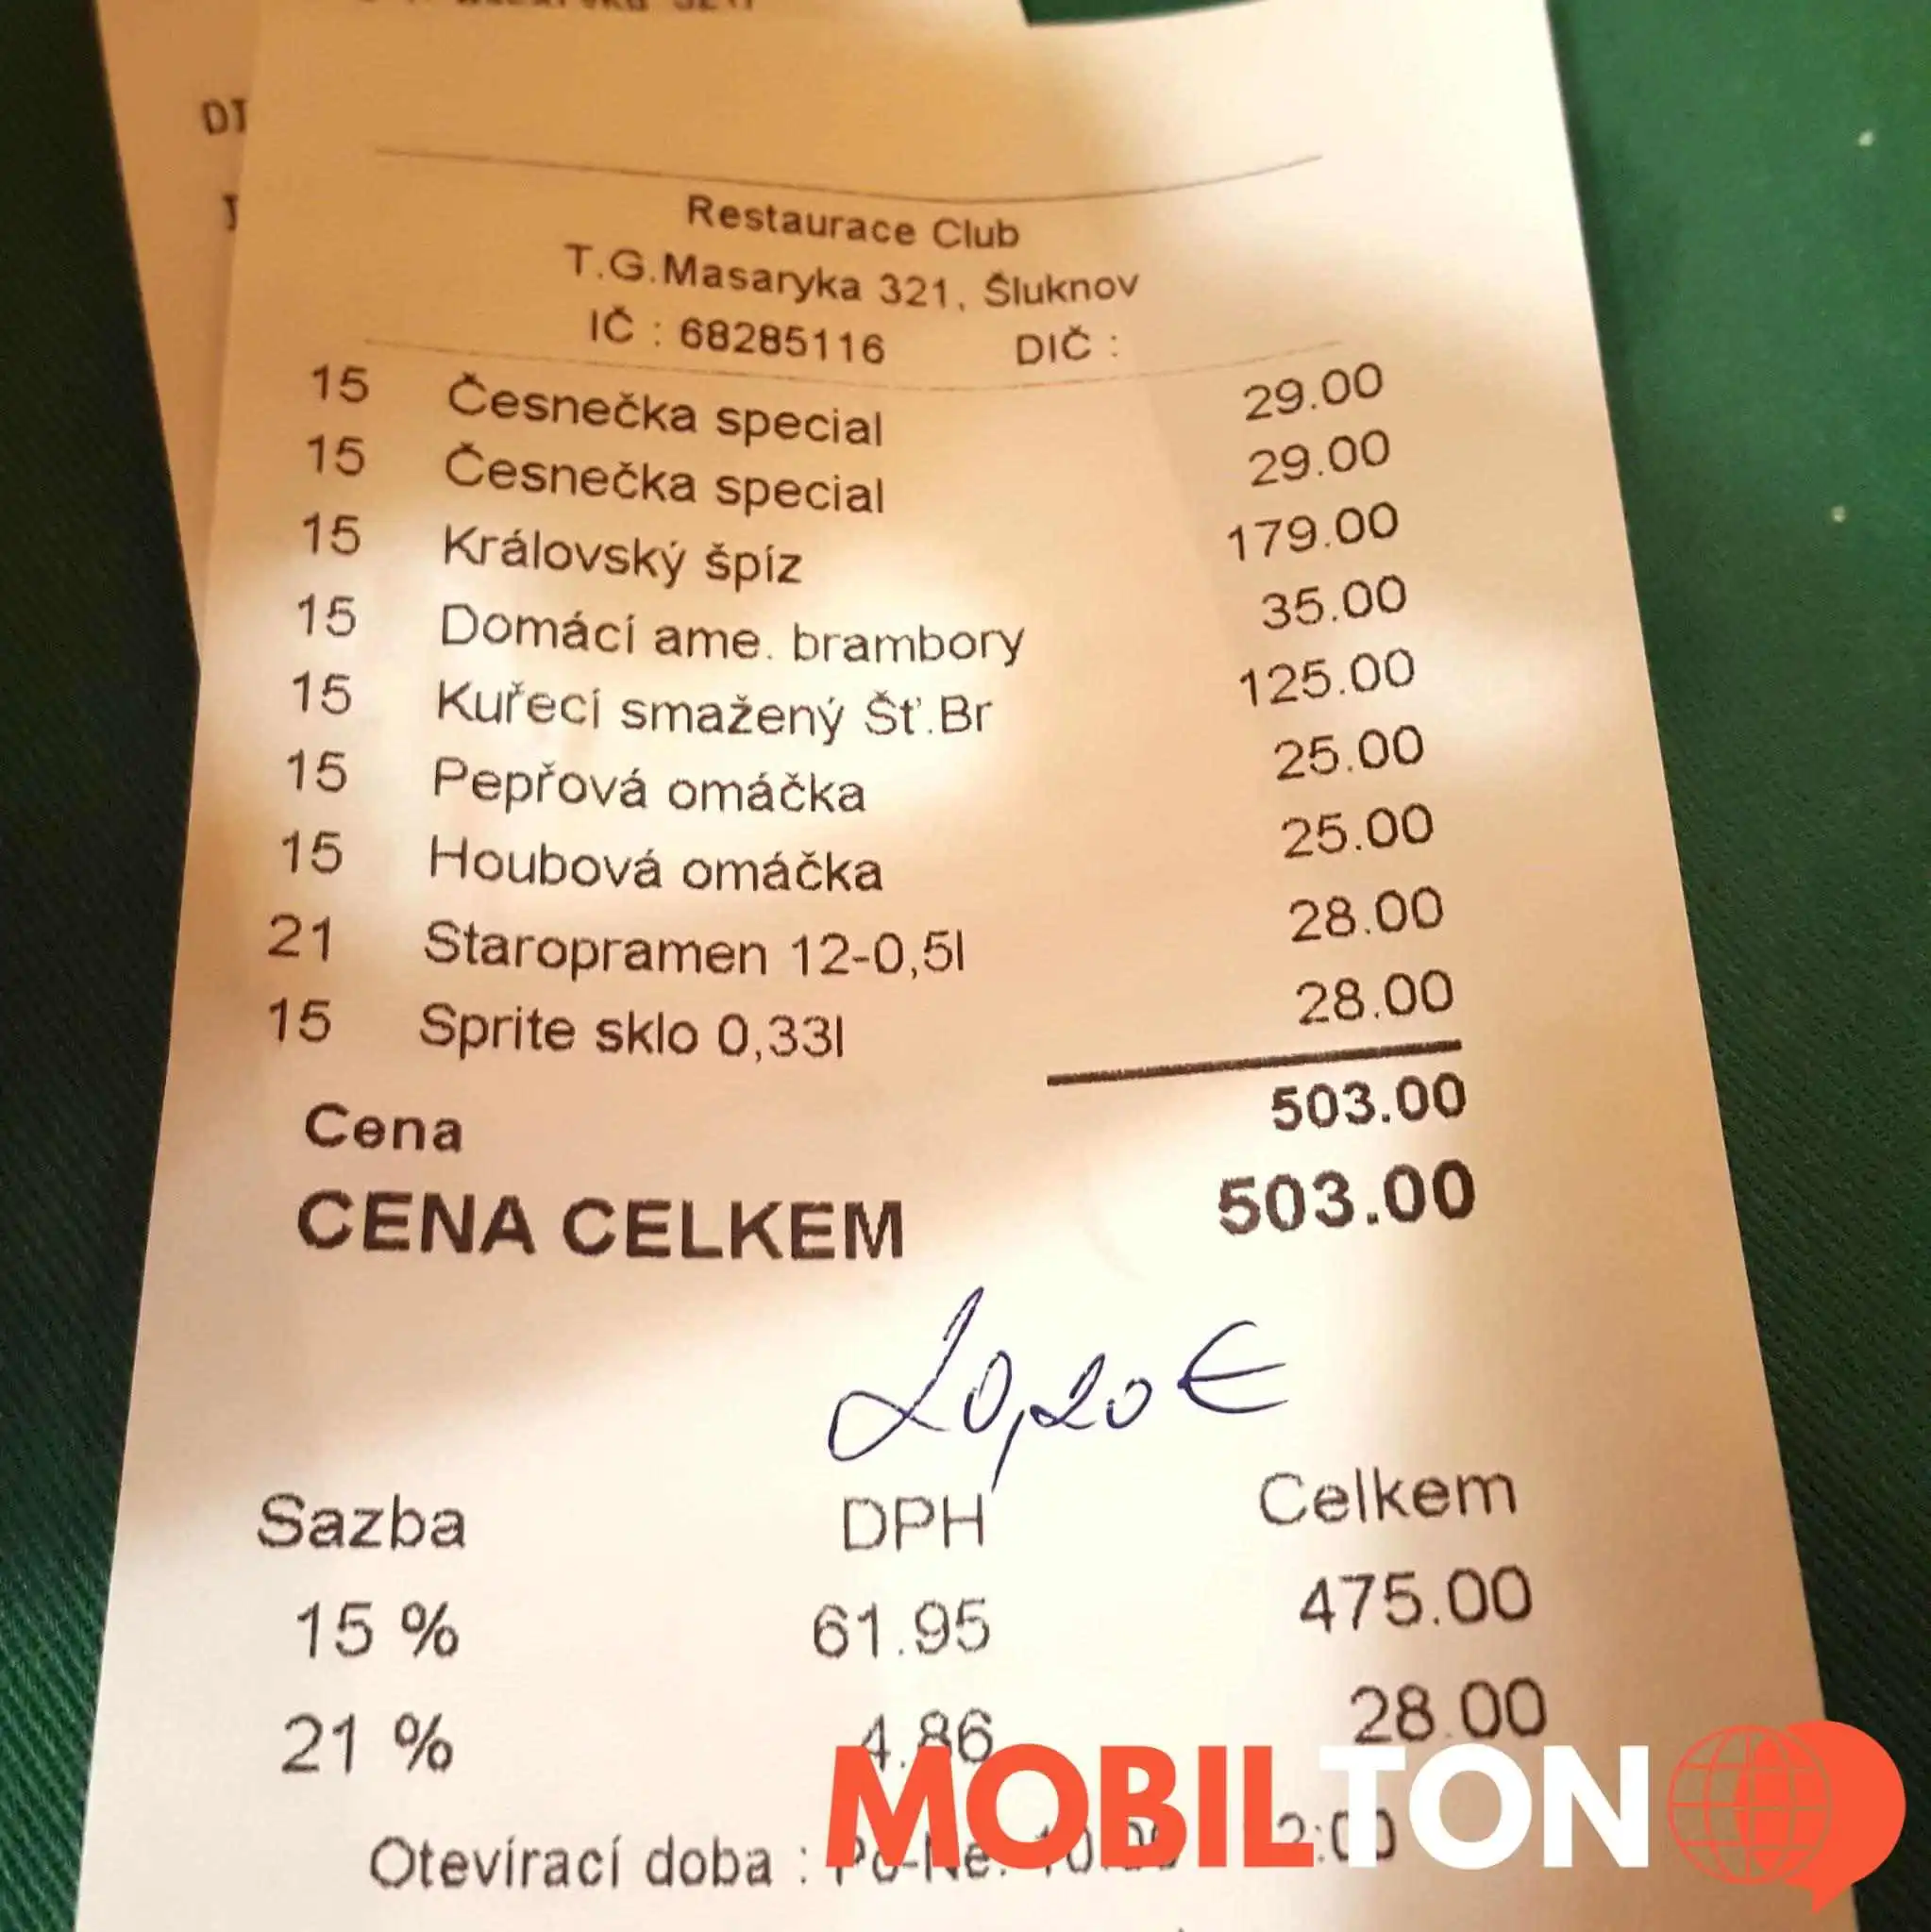 Restaurace Club
T.G.Masaryka 321, Šluknov
IČ : 68285116 DIČ :
15 Česnečka special 29.00
15 Česnečka special 29.00
15 Královský špíz 179.00
15 Domácí ame. brambory 35.00
15 Kuřecí smažený Šť.Br 125.00
15 Pepřová omáčka 25.00
15 Houbová omáčka 25.00
21 Staropramen 12-0,5l 28.00
15 Sprite sklo 0,33l 28.00
Cena 503.00
CENA CELKEM 503.00
20,20€
Sazba DPH Celkem
15 % 61.95 475.00
21 % 4.86 28.00
MOBILTON
Otevírací doba : Po-Ne: